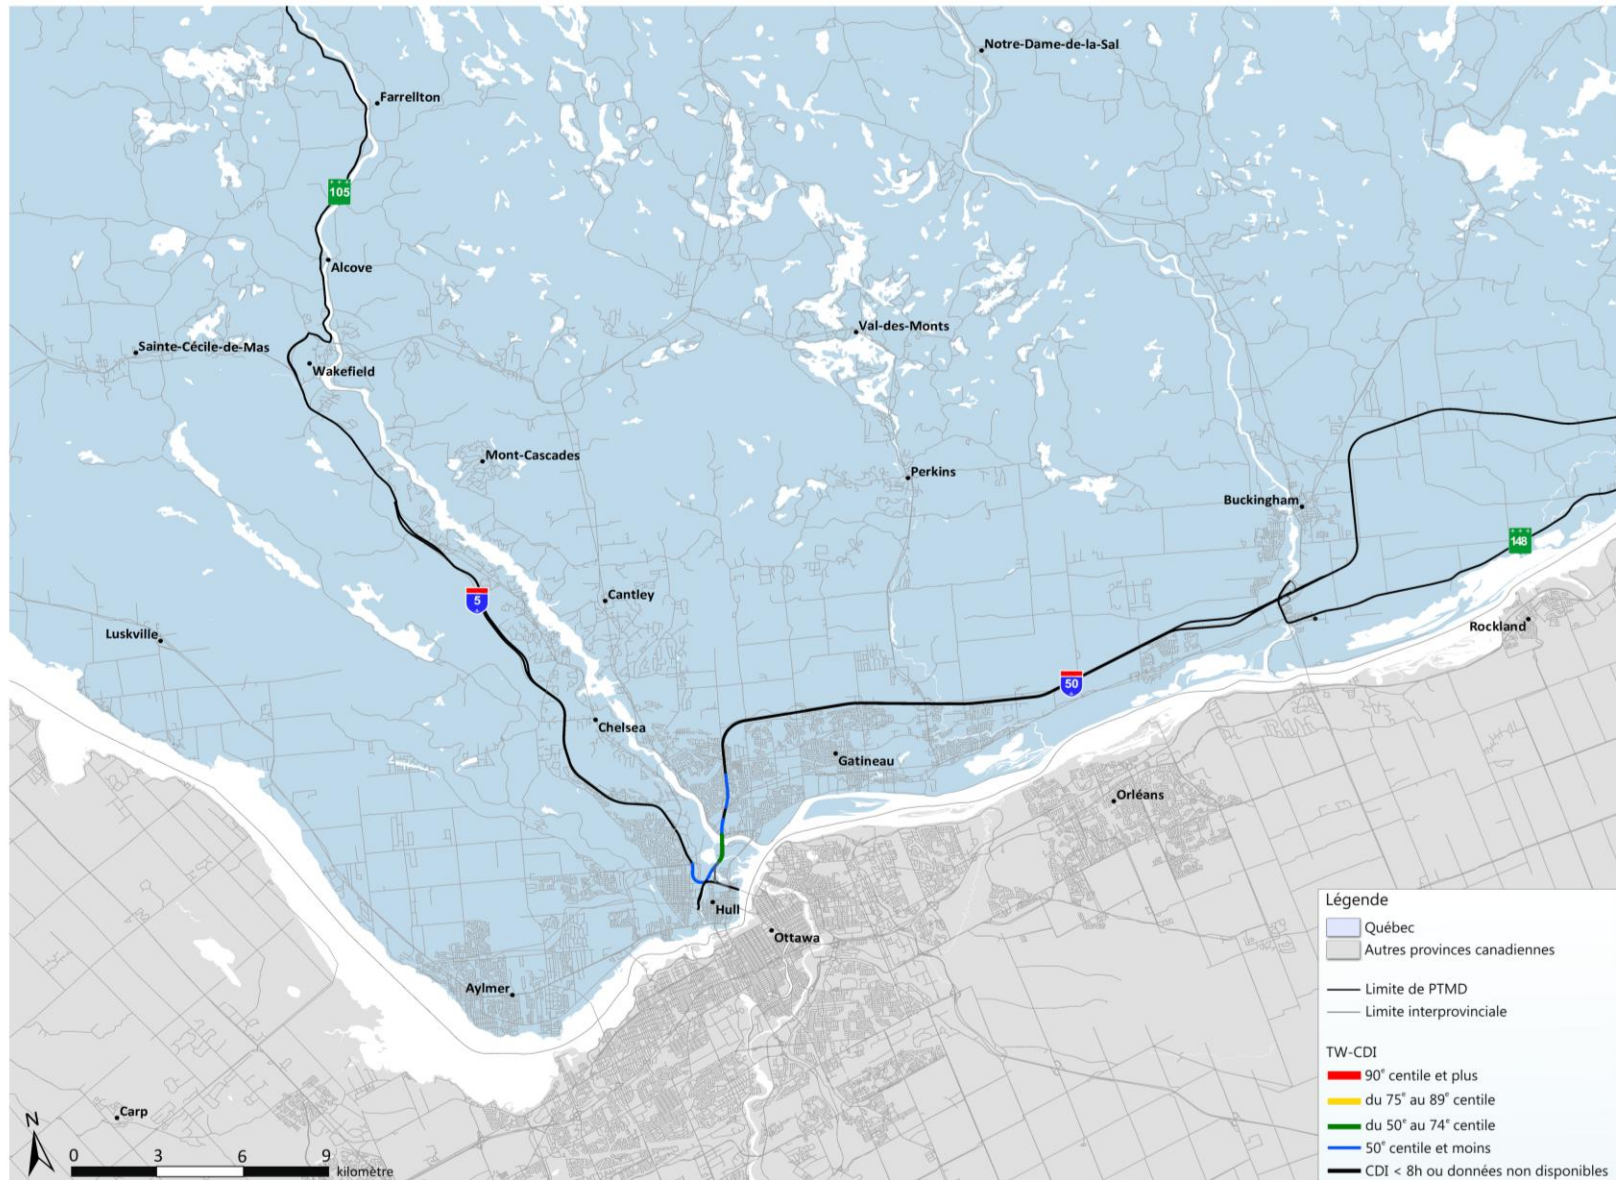 Notre-Dame-de-la-Sal
Farrellton
105
Alcove
Val-des-Monts
Sainte-Cécile-de-Mas
Wakefield
Mont-Cascades
Perkins
Buckingham
148
5
Cantley
Luskville
Rockland
50
Chelsea
Gatineau
Orléans
Hull
Ottawa
Aylmer
Carp
N
0 3 6 9
kilomètre
Légende
Québec
Autres provinces canadiennes
Limite de PTMD
Limite interprovinciale
TW-CDI
90e centile et plus
du 75e au 89e centile
du 50e au 74e centile
50e centile et moins
CDI < 8h ou données non disponibles